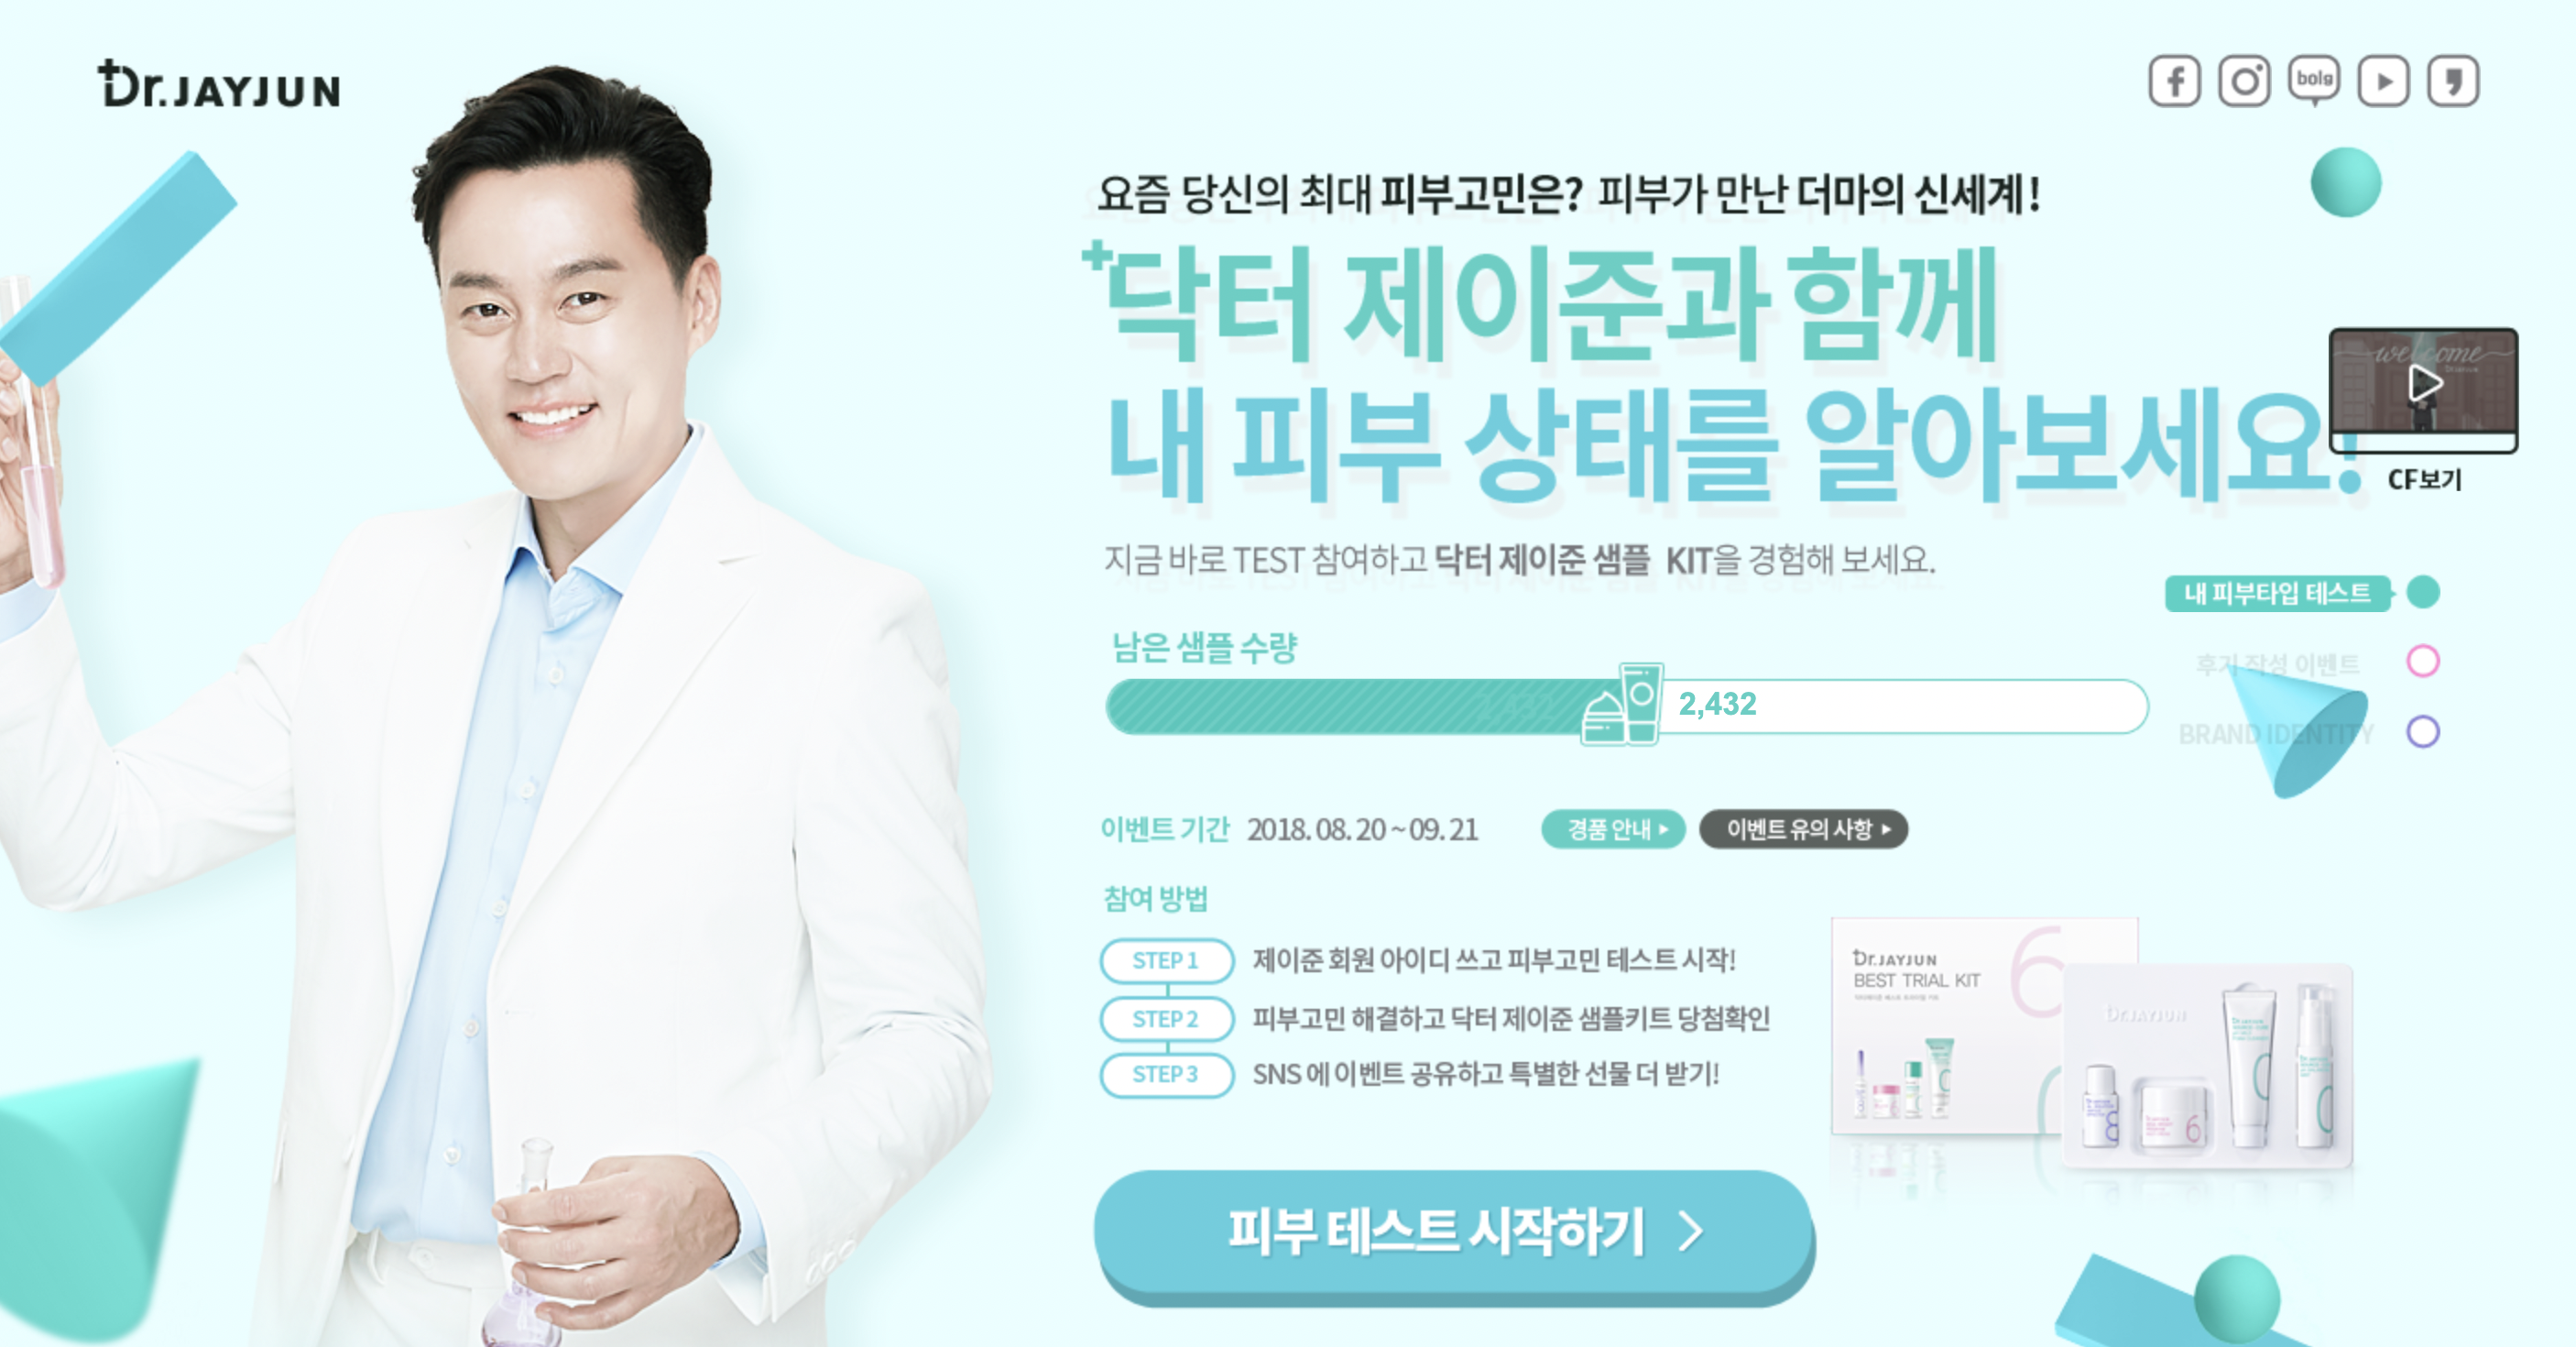 Dr.JAYJUN
bolg
요즘 당신의 최대 피부고민은? 피부가 만난 더마의 신세계!
닥터 제이준과 함께
내 피부 상태를 알아보세요!
welcome
CF보기
지금 바로 TEST 참여하고 닥터 제이준 샘플 KIT을 경험해 보세요.
내 피부타입 테스트
후기 작성 이벤트
BRAND IDENTITY
남은 샘플 수량
2,432
2,432
이벤트 기간 2018. 08. 20 ~ 09. 21
경품 안내
이벤트 유의 사항
참여 방법
STEP 1 제이준 회원 아이디 쓰고 피부고민 테스트 시작!
STEP 2 피부고민 해결하고 닥터 제이준 샘플키트 당첨확인
STEP 3 SNS 에 이벤트 공유하고 특별한 선물 더 받기!
Dr.JAYJUN
BEST TRIAL KIT
6
Dr.JAYJUN
8
6
0
0
피부 테스트 시작하기